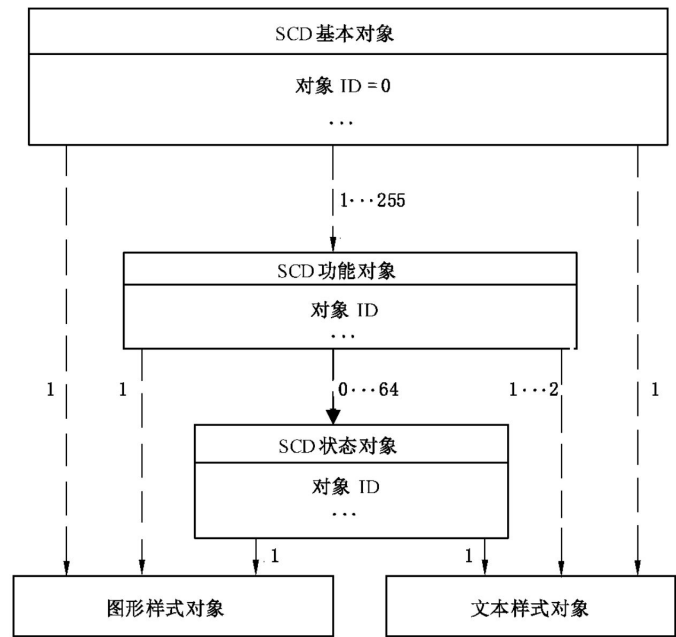 SCD基本对象
对象 ID=0
...
1···255
SCD功能对象
对象 ID
...
1
1
0···64
1···2
1
SCD状态对象
对象 ID
...
1
1
图形样式对象
文本样式对象